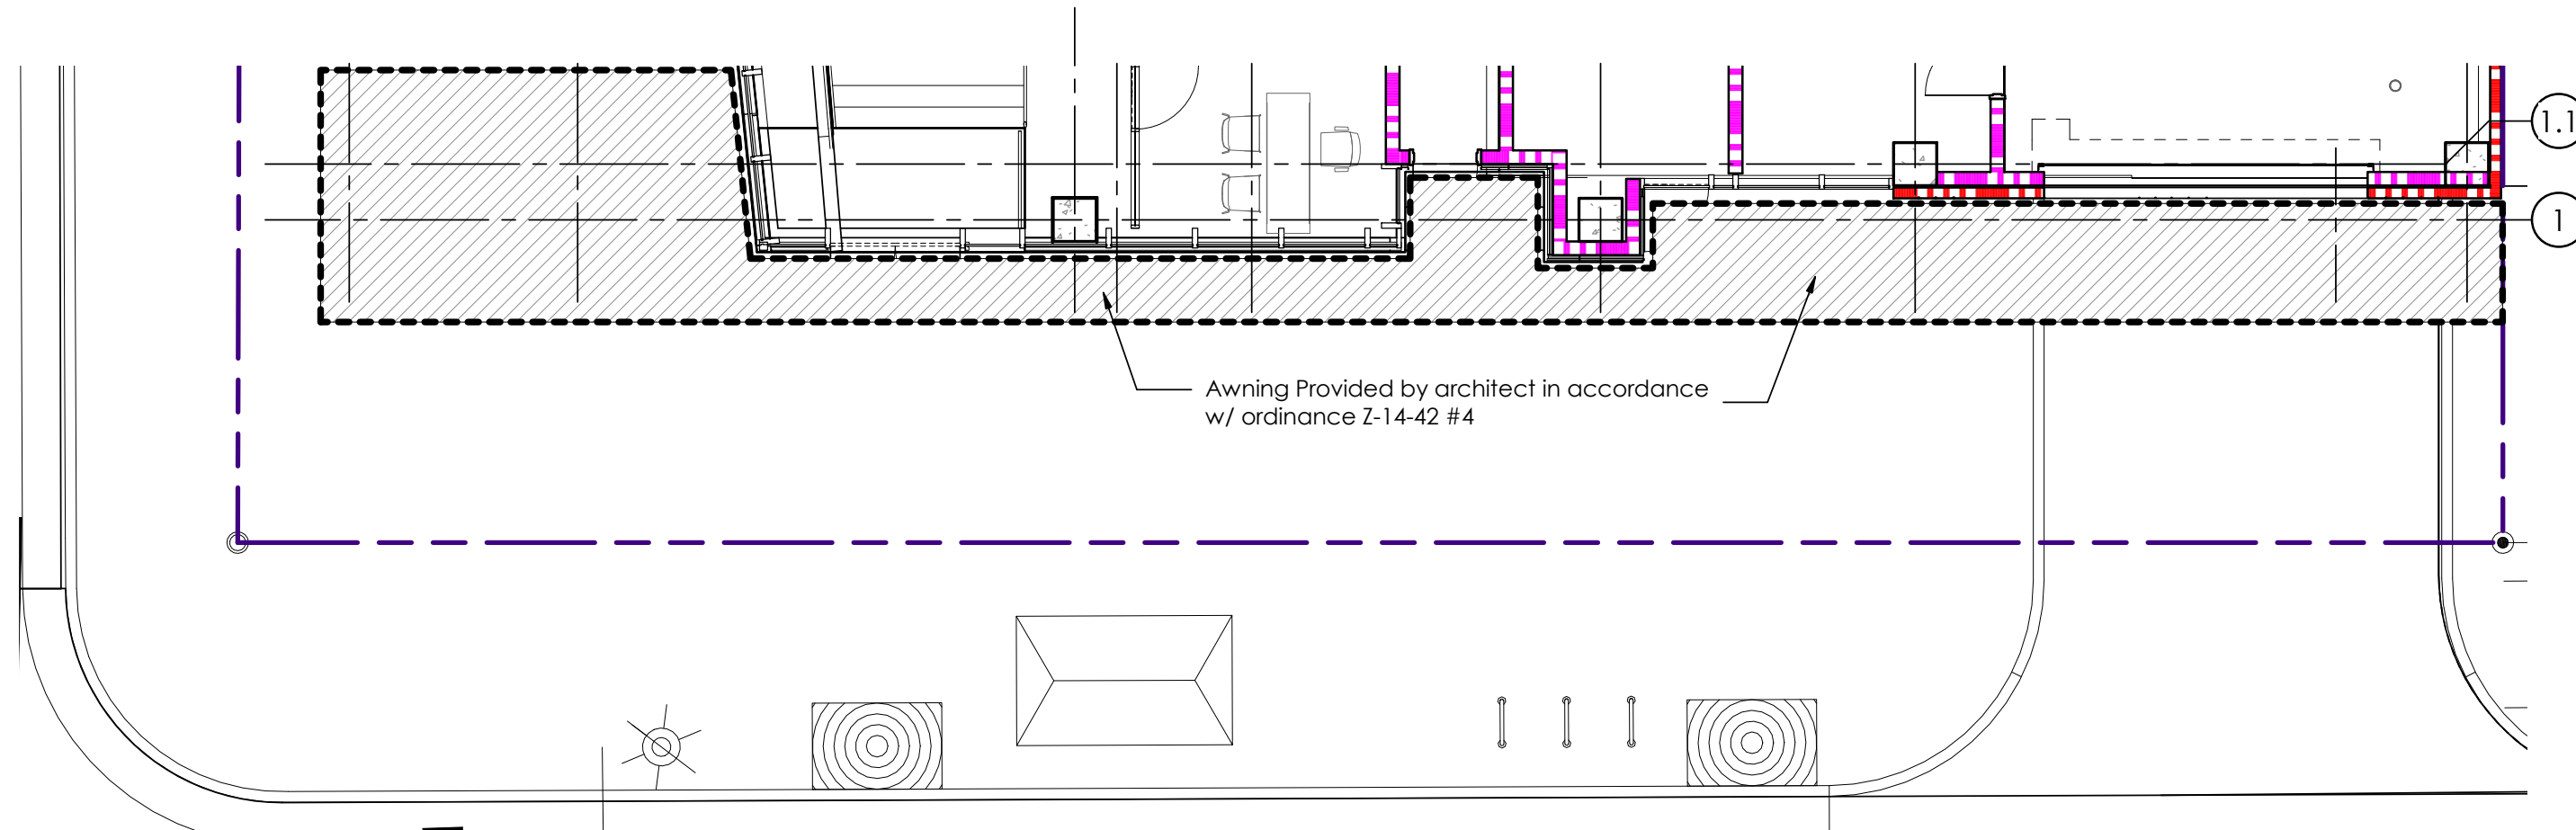 1.1
1
Awning Provided by architect in accordance
w/ ordinance Z-14-42 #4